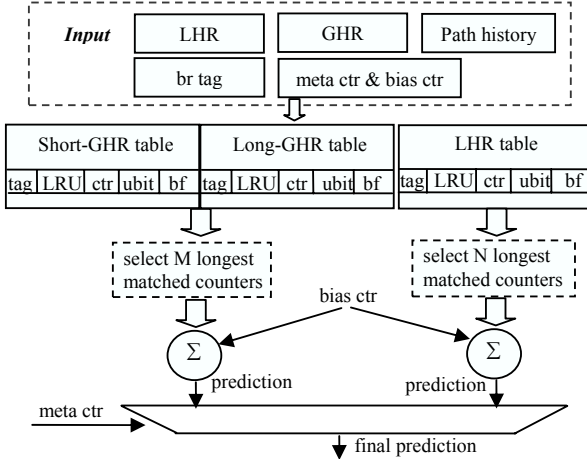 Input LHR GHR Path history
br tag meta ctr & bias ctr
Short-GHR table Long-GHR table LHR table
tag LRU ctr ubit bf tag LRU ctr ubit bf tag LRU ctr ubit bf
select M longest
matched counters
select N longest
matched counters
bias ctr
Σ Σ
prediction prediction
meta ctr
final prediction